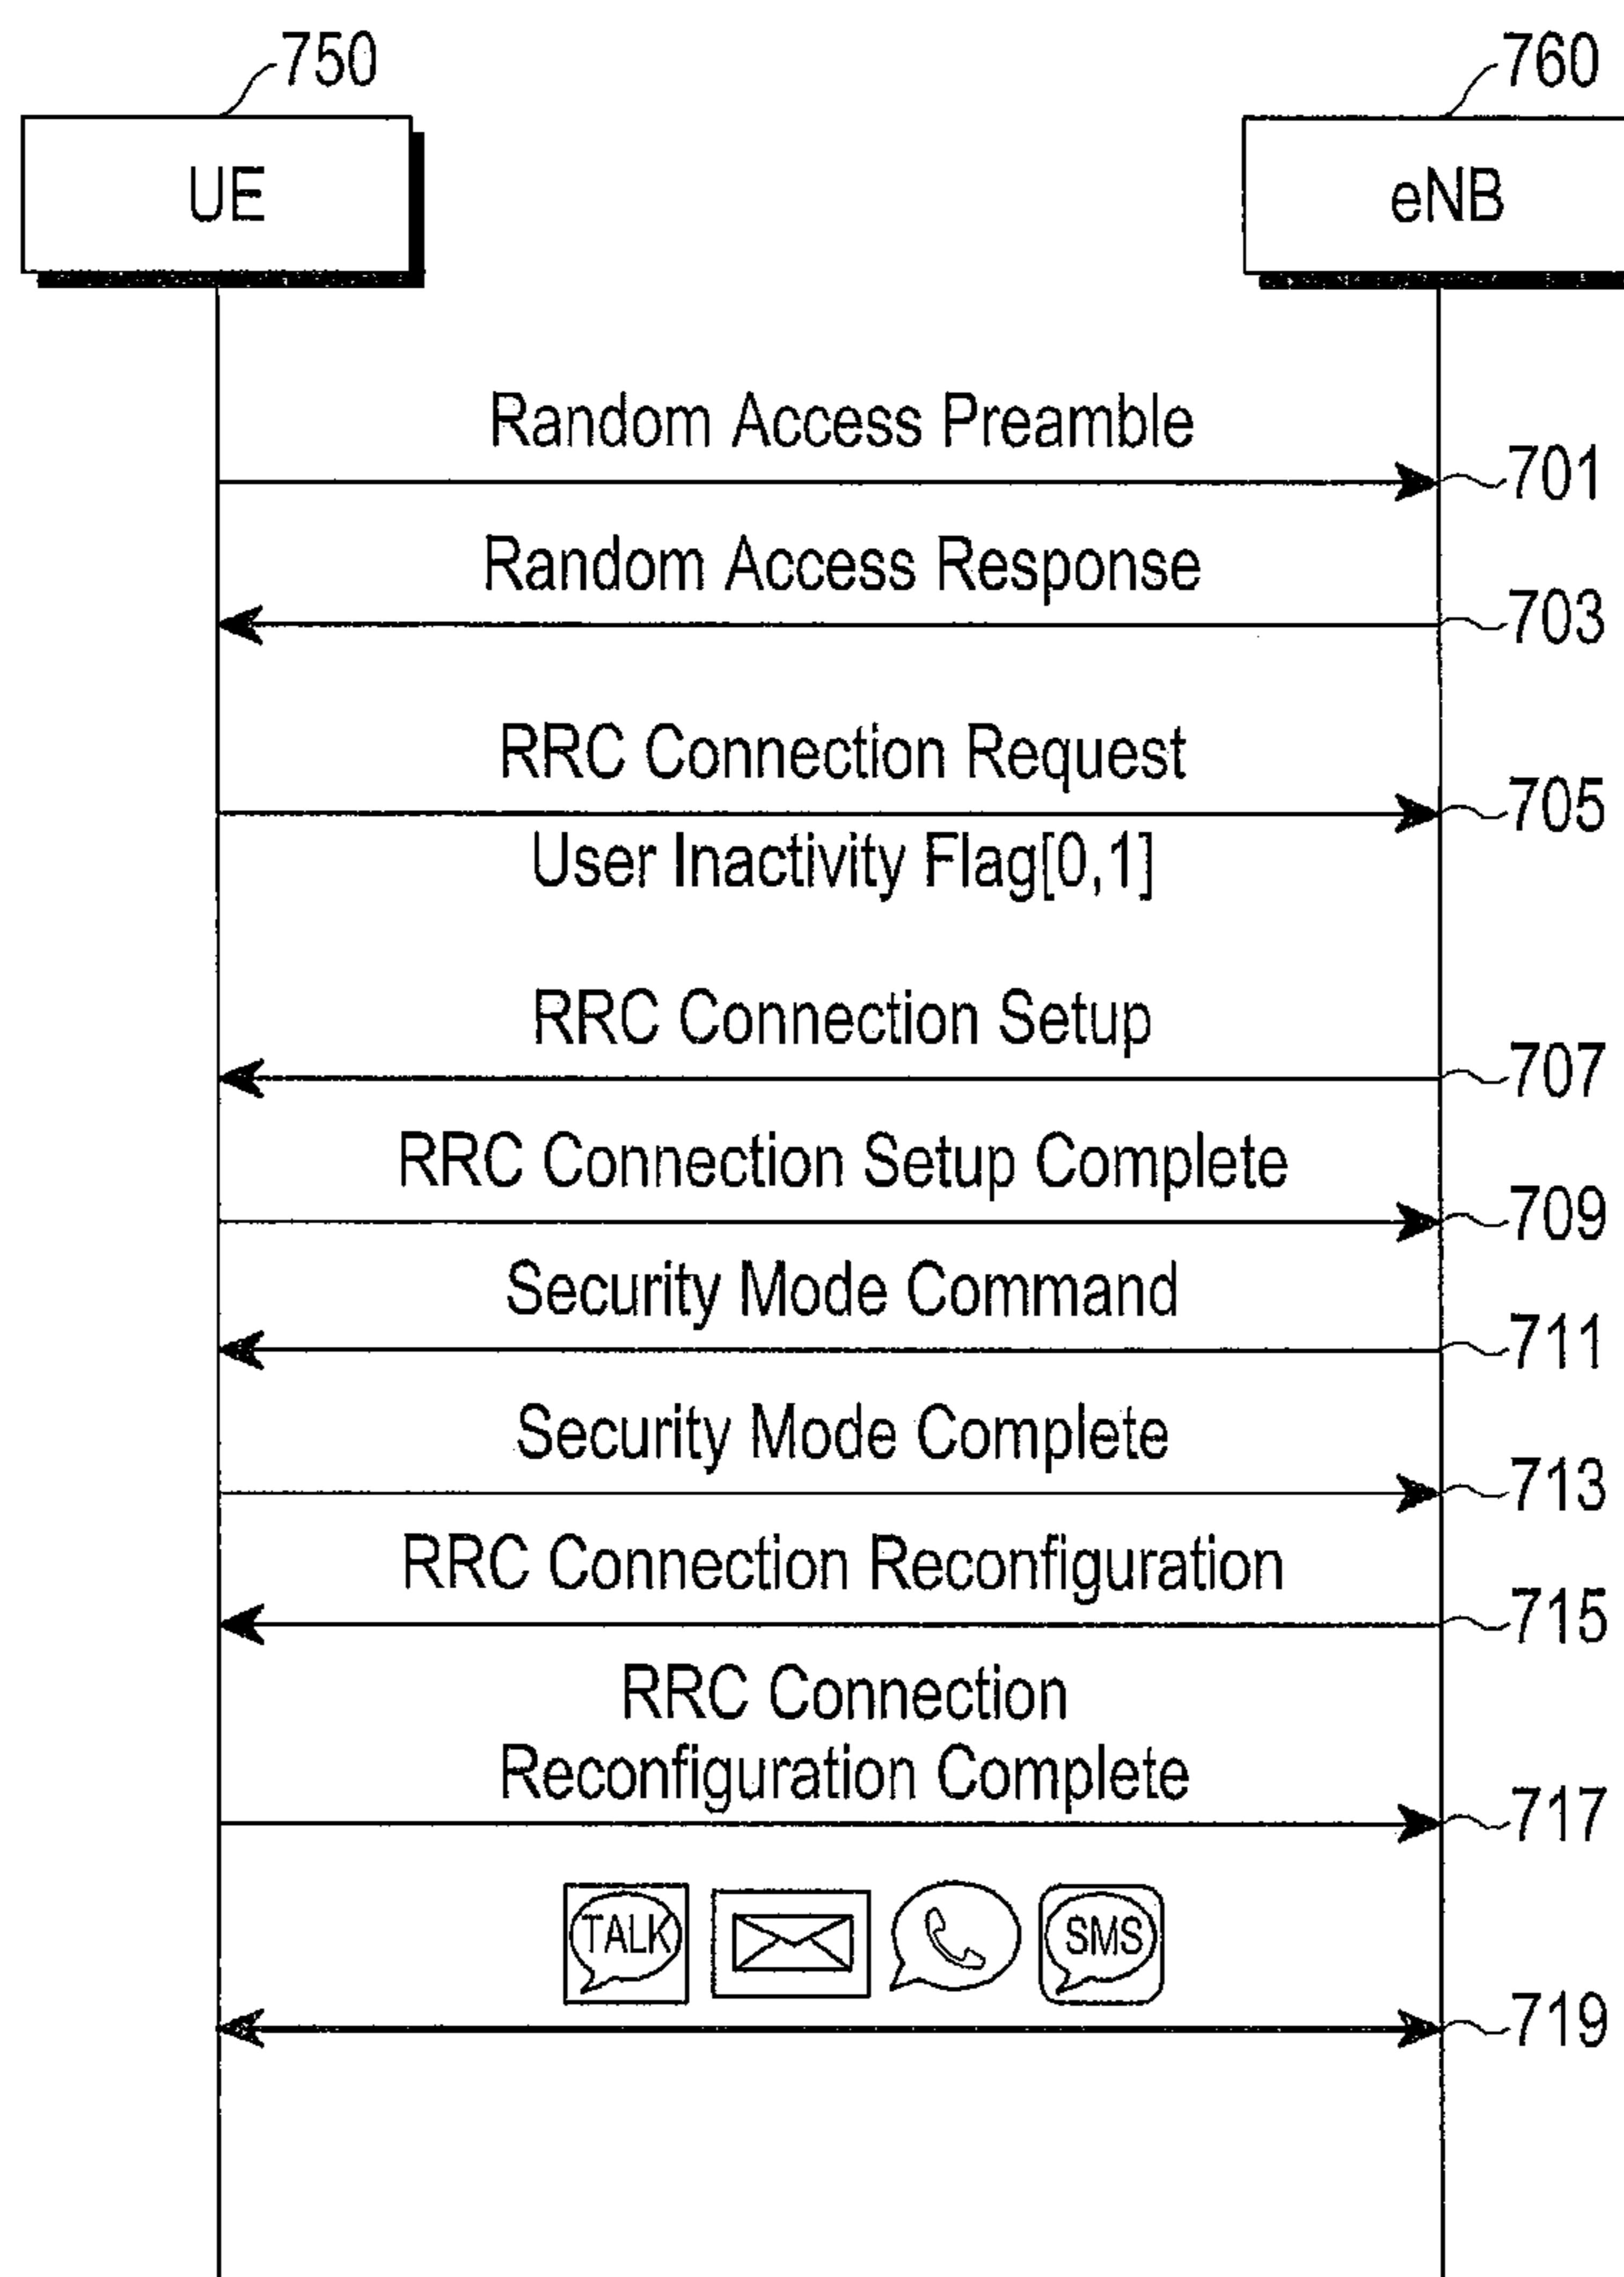 750
760
UE
eNB
Random Access Preamble
701
Random Access Response
703
RRC Connection Request
705
User Inactivity Flag[0,1]
RRC Connection Setup
707
RRC Connection Setup Complete
709
Security Mode Command
711
Security Mode Complete
713
RRC Connection Reconfiguration
715
RRC Connection
Reconfiguration Complete
717
TALK
SMS
719